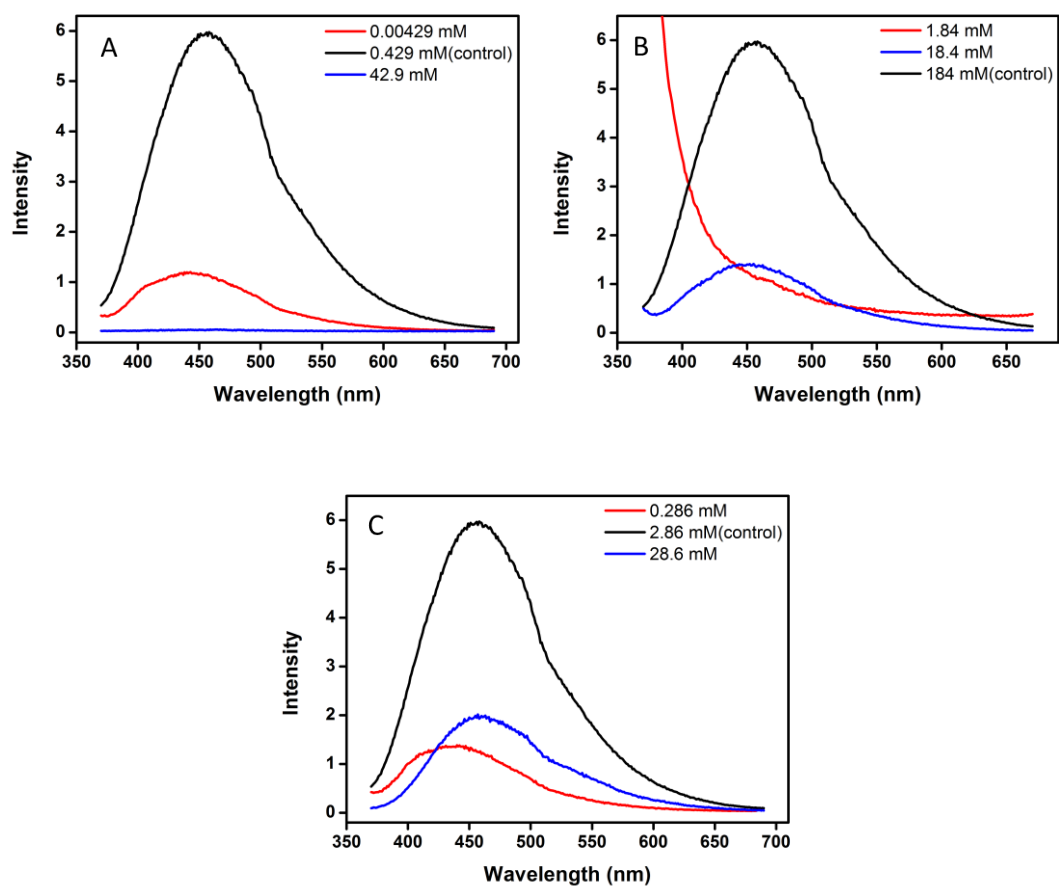 A
0.00429 mM
0.429 mM(control)
42.9 mM
6
5
4
3
2
1
0
Intensity
350 400 450 500 550 600 650 700
Wavelength (nm)
B
1.84 mM
18.4 mM
184 mM(control)
6
5
4
3
2
1
0
Intensity
350 400 450 500 550 600 650
Wavelength (nm)
C
0.286 mM
2.86 mM(control)
28.6 mM
6
5
4
3
2
1
0
Intensity
350 400 450 500 550 600 650 700
Wavelength (nm)